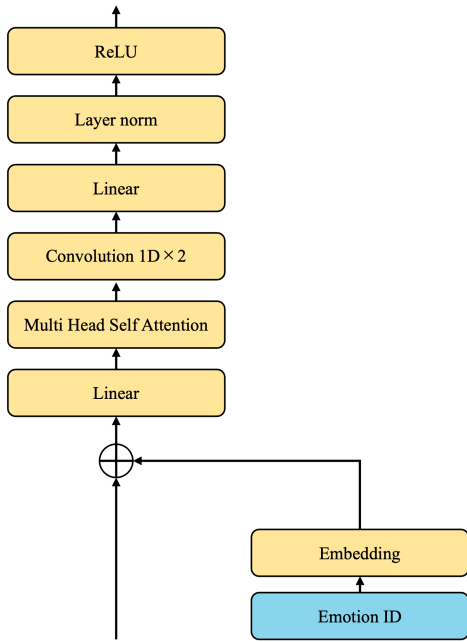 ReLU
Layer norm
Linear
Convolution 1D × 2
Multi Head Self Attention
Linear
Embedding
Emotion ID